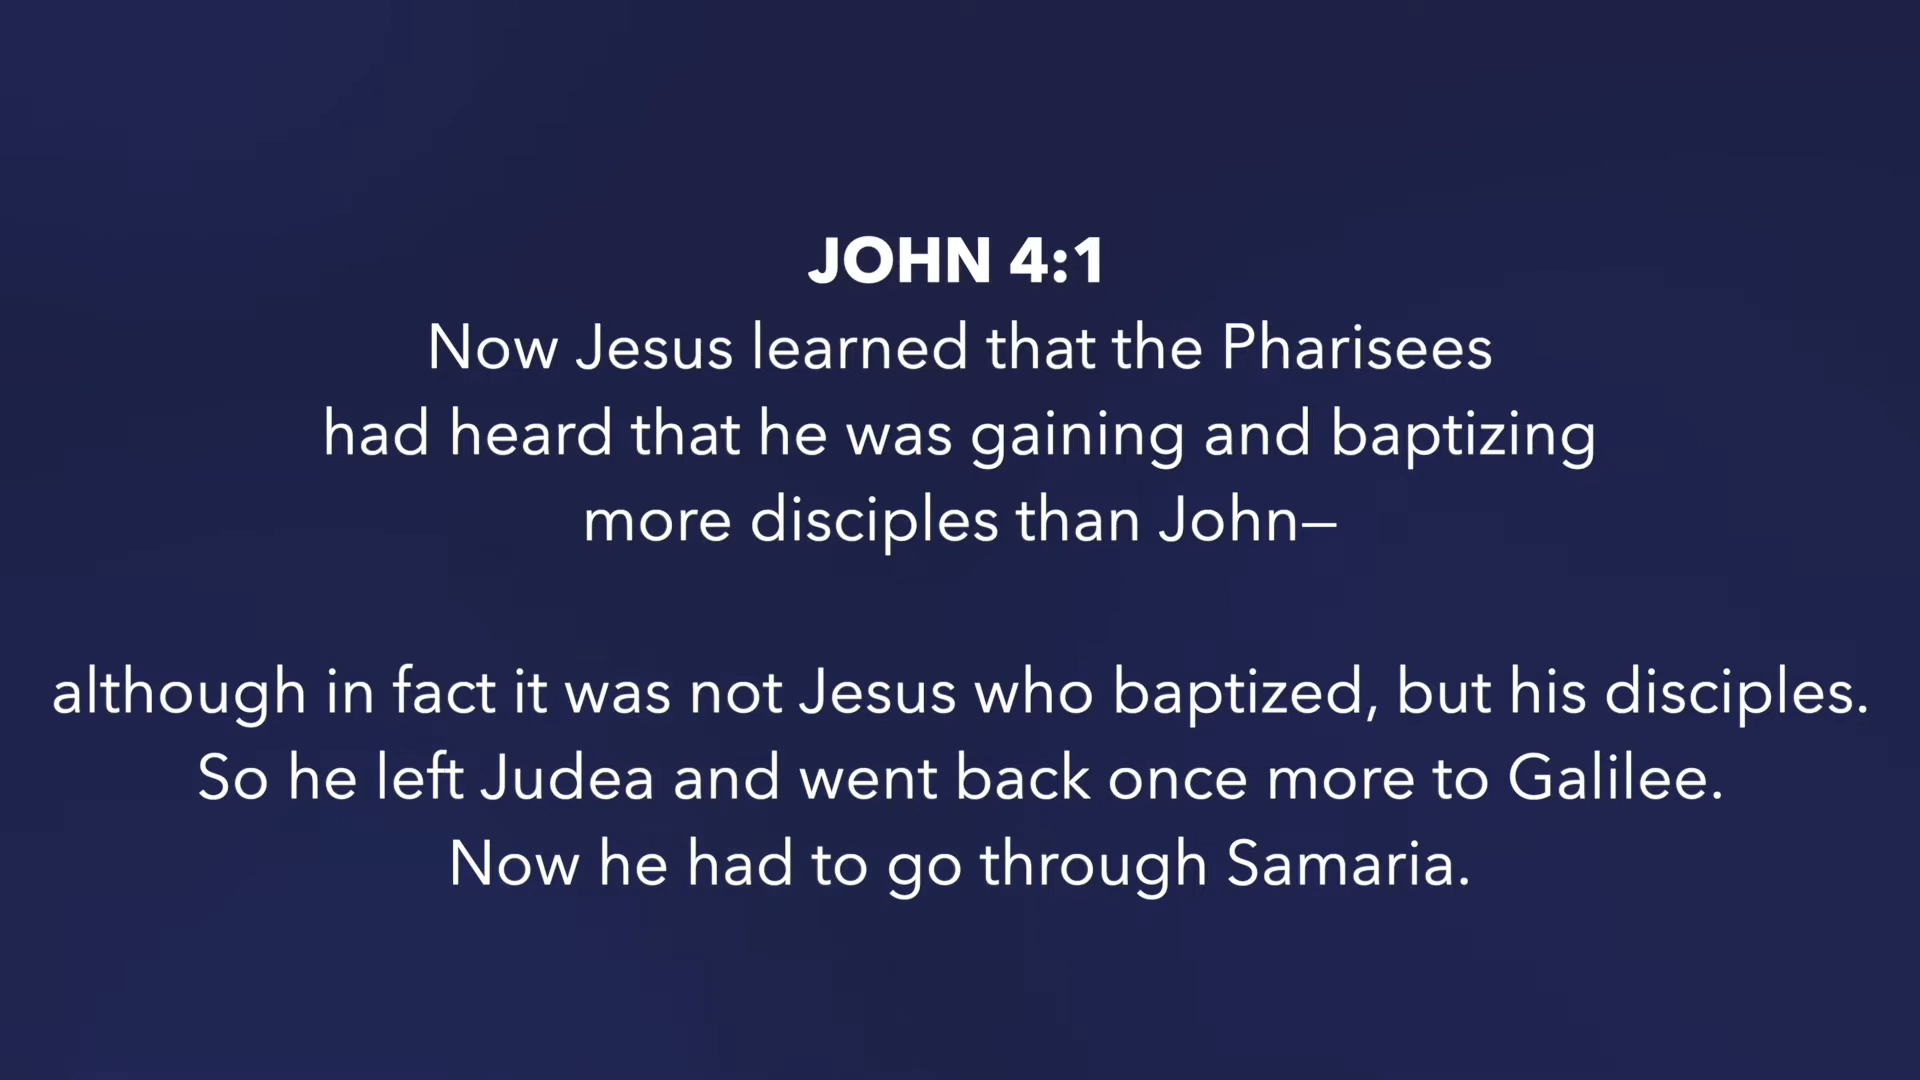 JOHN 4:1
Now Jesus learned that the Pharisees
had heard that he was gaining and baptizing
more disciples than John—
although in fact it was not Jesus who baptized, but his disciples.
So he left Judea and went back once more to Galilee.
Now he had to go through Samaria.